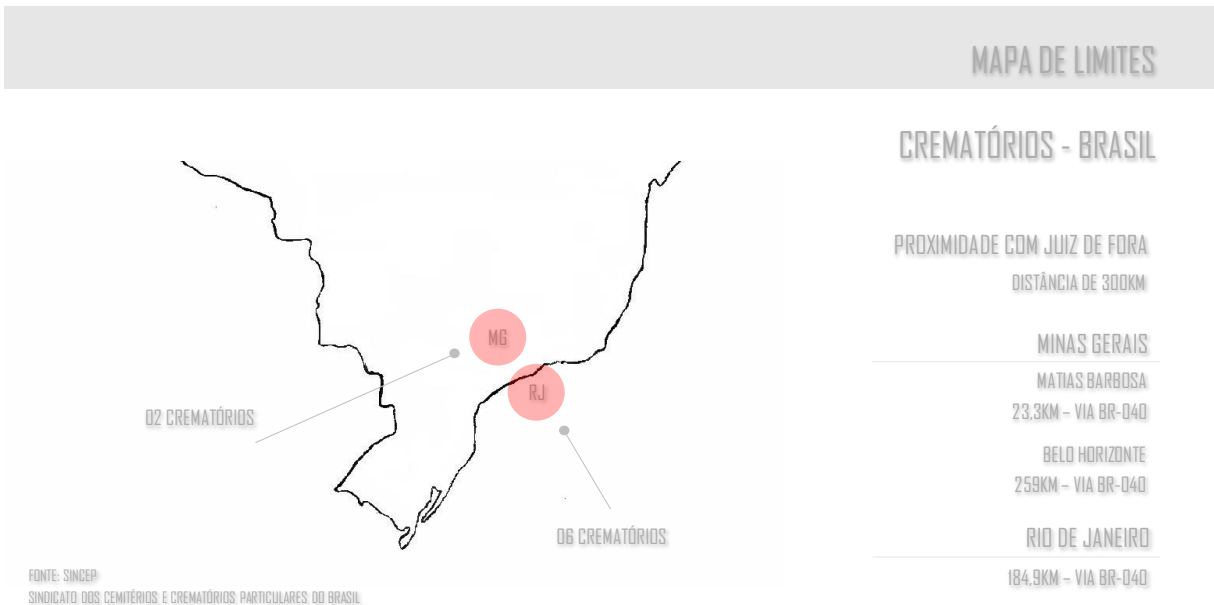 MAPA DE LIMITES
CREMATÓRIOS - BRASIL
PROXIMIDADE COM JUIZ DE FORA
DISTÂNCIA DE 300KM
MINAS GERAIS
MATIAS BARBOSA
23,3KM – VIA BR-040
BELO HORIZONTE
259KM – VIA BR-040
RIO DE JANEIRO
184,9KM – VIA BR-040
MG
RJ
02 CREMATÓRIOS
06 CREMATÓRIOS
FONTE: SINCEP
SINDICATO DOS CEMITÉRIOS E CREMATÓRIOS PARTICULARES DO BRASIL